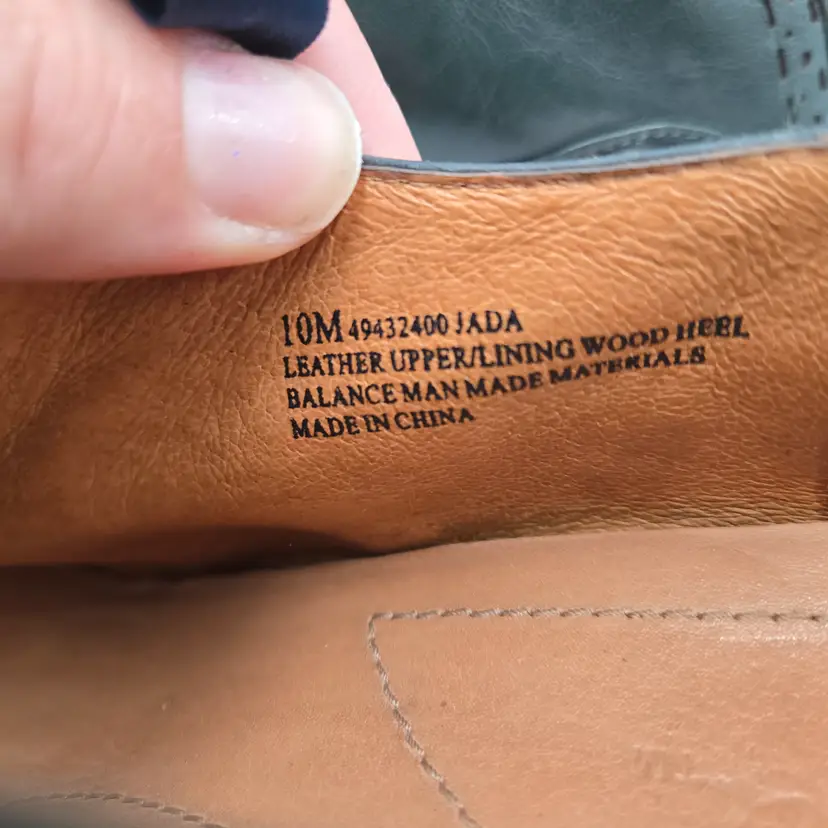 10M 49432400 JADA
LEATHER UPPER/LINING WOOD HEEL
BALANCE MAN MADE MATERIALS
MADE IN CHINA